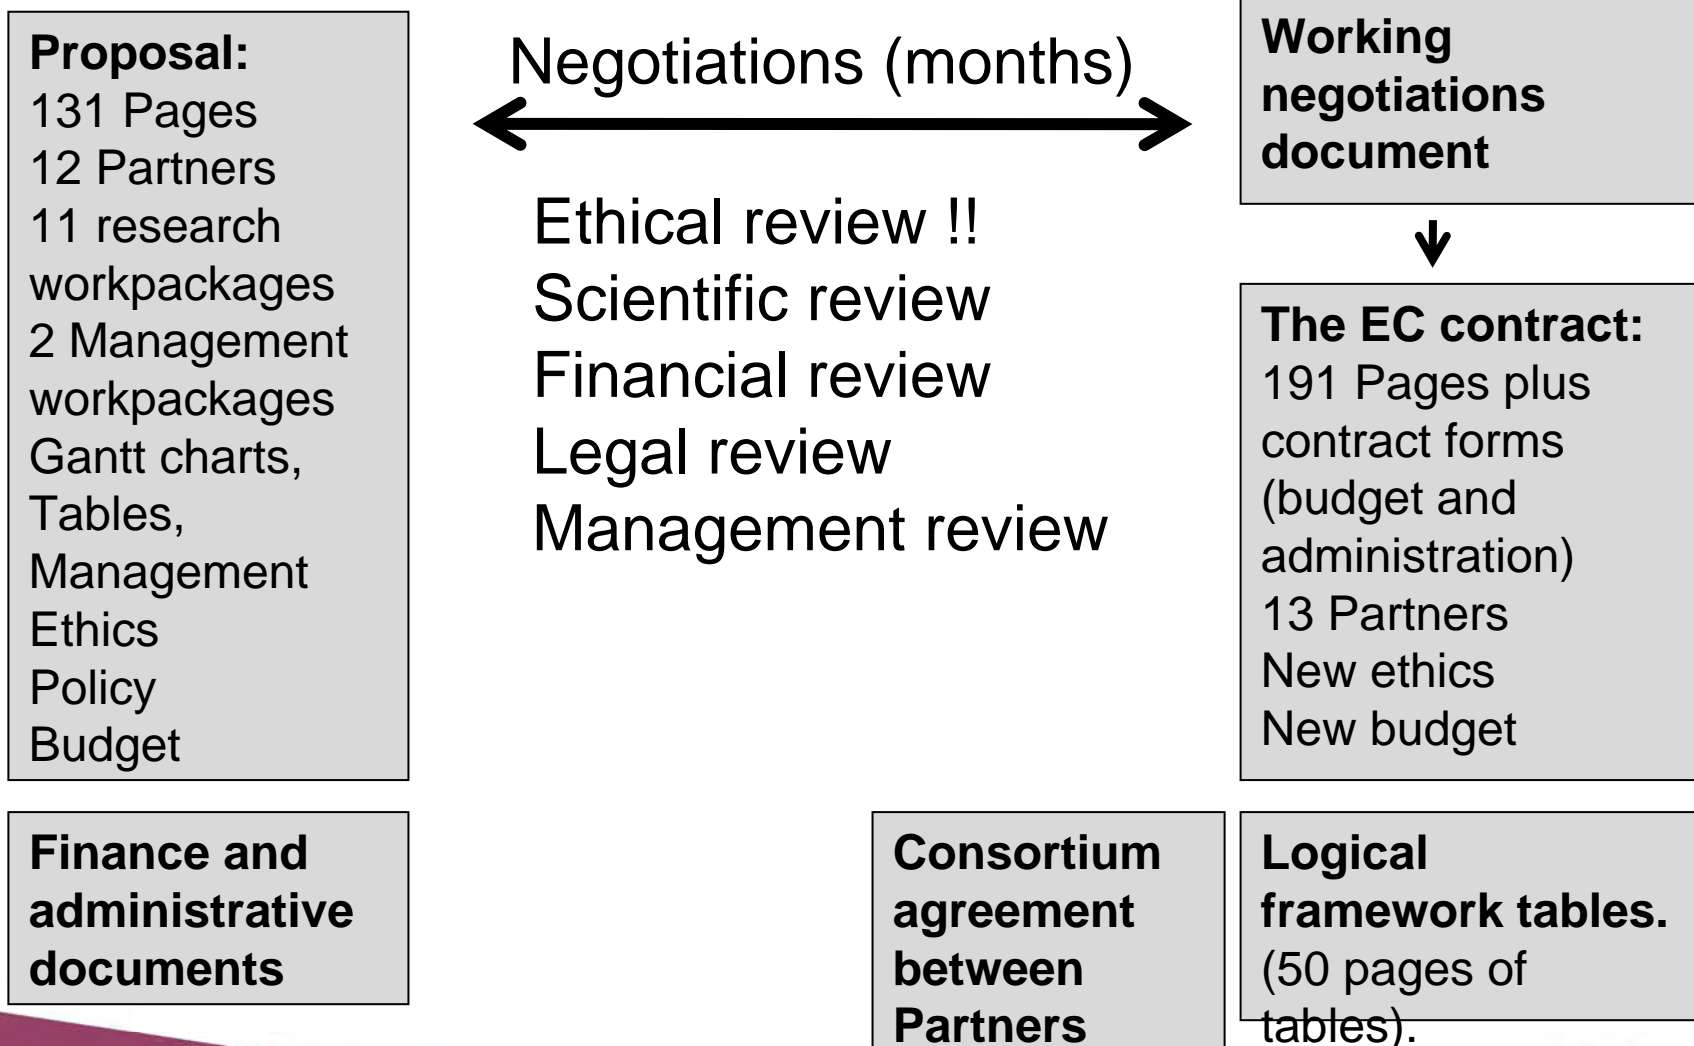 Proposal:
131 Pages
12 Partners
11 research
workpackages
2 Management
workpackages
Gantt charts,
Tables,
Management
Ethics
Policy
Budget
Finance and
administrative
documents
Negotiations (months)
Ethical review !!
Scientific review
Financial review
Legal review
Management review
Working
negotiations
document
The EC contract:
191 Pages plus
contract forms
(budget and
administration)
13 Partners
New ethics
New budget
Consortium
agreement
between
Partners
Logical
framework tables.
(50 pages of
tables).